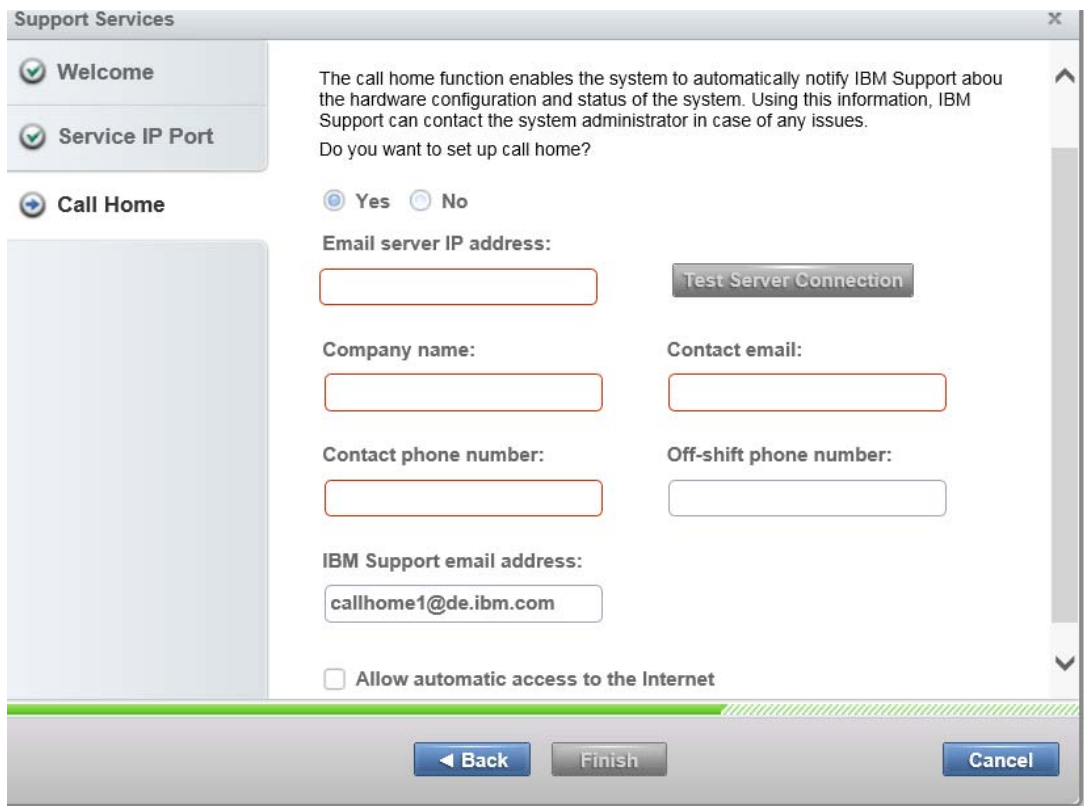 Support Services
x
Welcome
Service IP Port
Call Home
The call home function enables the system to automatically notify IBM Support abou
the hardware configuration and status of the system. Using this information, IBM
Support can contact the system administrator in case of any issues.
Do you want to set up call home?
Yes No
Email server IP address:
Test Server Connection
Company name: Contact email:
Contact phone number: Off-shift phone number:
IBM Support email address:
callhome1@de.ibm.com
Allow automatic access to the Internet
Back Finish Cancel